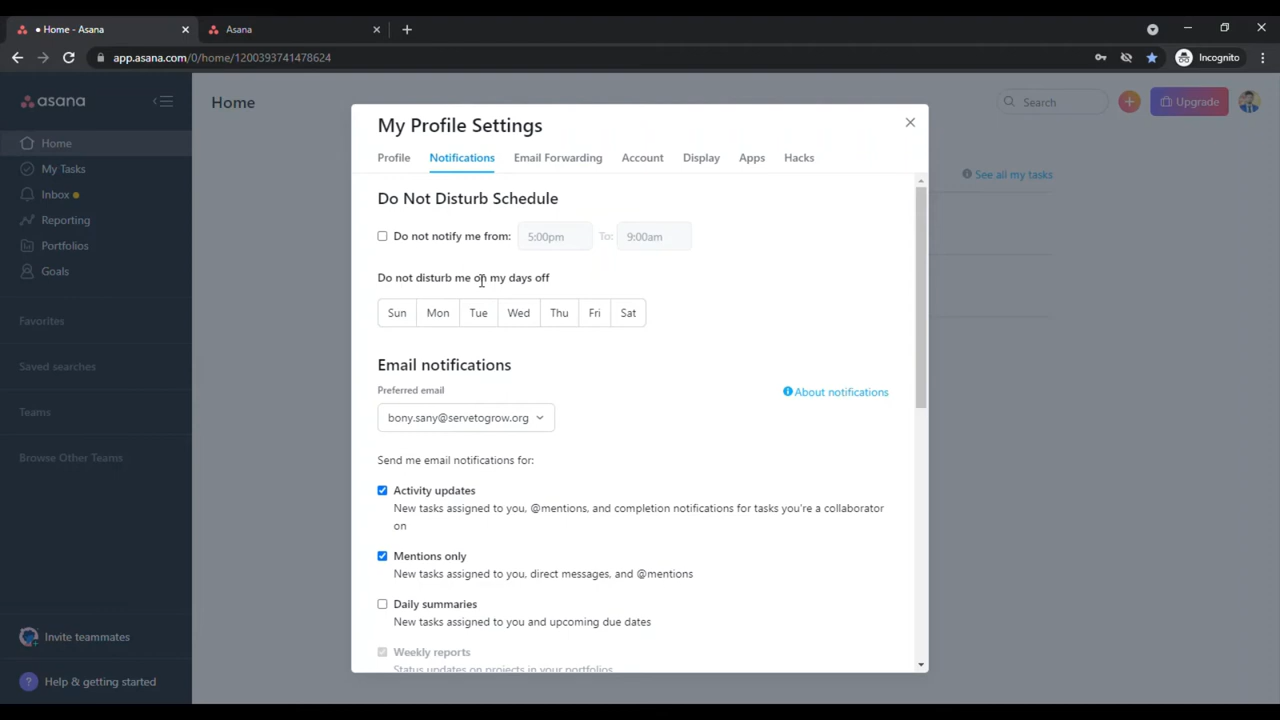 Home - Asana
Asana
app.asana.com/0/home/1200393741478624
Incognito
asana
Home
Search
Upgrade
Home
My Tasks
Inbox
Reporting
Portfolios
Goals
Favorites
Saved searches
Teams
Browse Other Teams
Invite teammates
? Help & getting started
See all my tasks
My Profile Settings
Profile Notifications Email Forwarding Account Display Apps Hacks
Do Not Disturb Schedule
Do not notify me from: 5:00pm To: 9:00am
Do not disturb me on my days off
Sun Mon Tue Wed Thu Fri Sat
Email notifications
Preferred email
About notifications
bony.sany@servetogrow.org
Send me email notifications for:
Activity updates
New tasks assigned to you, @mentions, and completion notifications for tasks you're a collaborator
on
Mentions only
New tasks assigned to you, direct messages, and @mentions
Daily summaries
New tasks assigned to you and upcoming due dates
Weekly reports
Status updates on projects in your portfolios